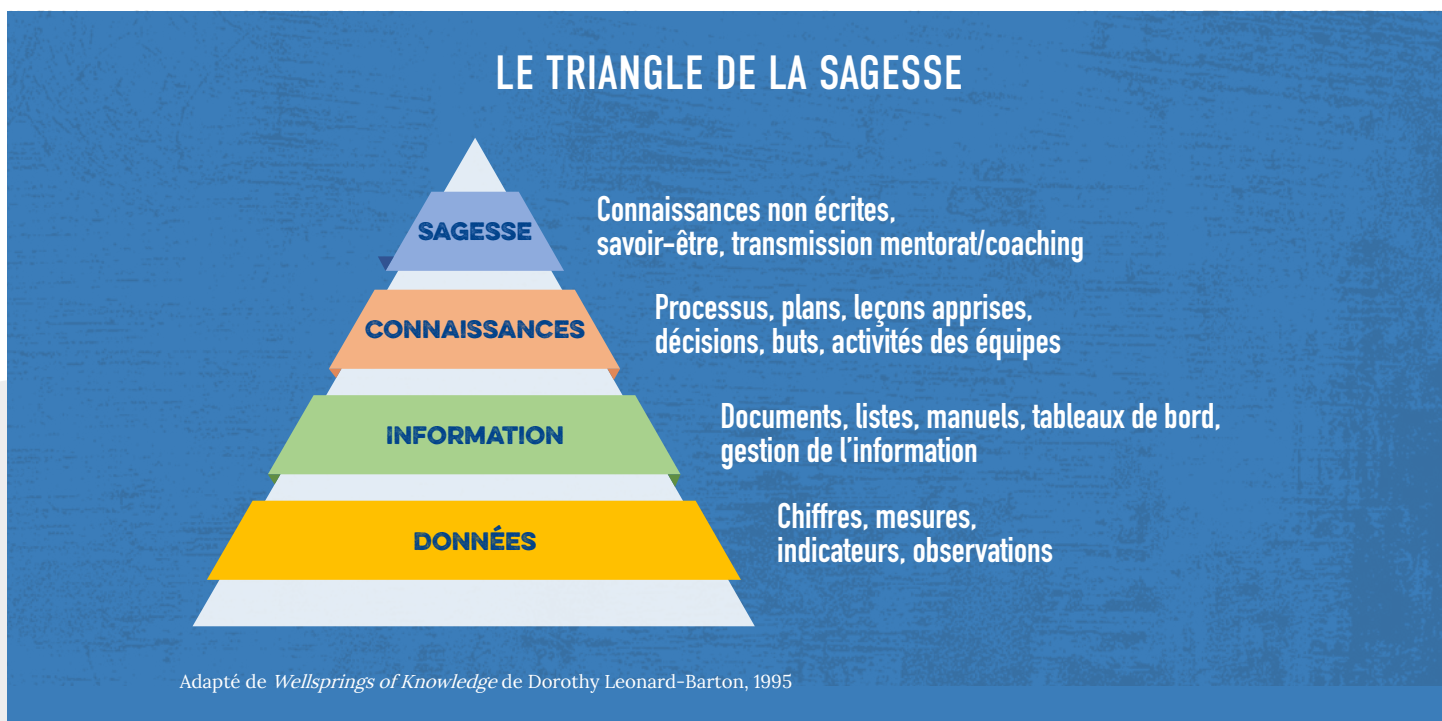 LE TRIANGLE DE LA SAGESSE
SAGESSE
Connaissances non écrites,
savoir-être, transmission mentorat/coaching
CONNAISSANCES
Processus, plans, leçons apprises,
décisions, buts, activités des équipes
INFORMATION
Documents, listes, manuels, tableaux de bord,
gestion de l'information
DONNÉES
Chiffres, mesures,
indicateurs, observations
Adapté de Wellsprings of Knowledge de Dorothy Leonard-Barton, 1995